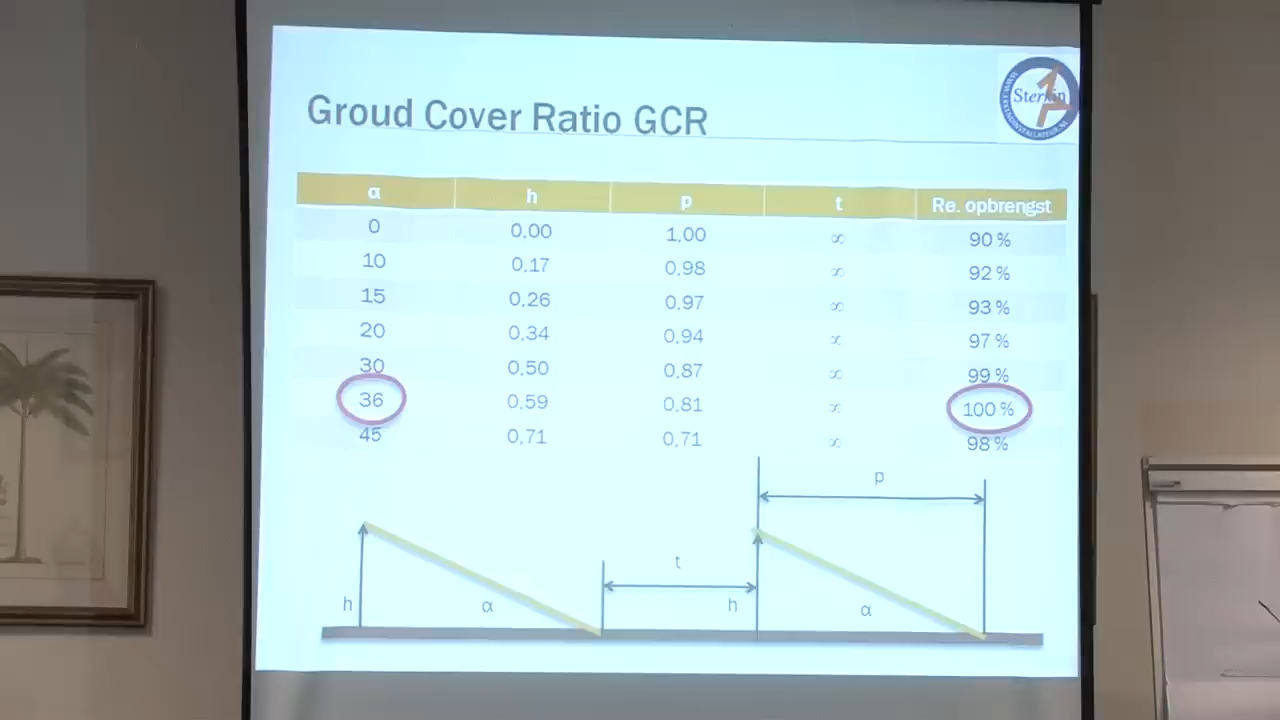 Groud Cover Ratio GCR
Sterkin
α h p t Re. opbrengst
0 0,00 1,00 ∞ 90 %
10 0,17 0,98 ∞ 92 %
15 0,26 0,97 ∞ 93 %
20 0,34 0,94 ∞ 97 %
30 0,50 0,87 ∞ 99 %
36 0,59 0,81 ∞ 100 %
45 0,71 0,71 ∞ 98 %
p
t
h α h α